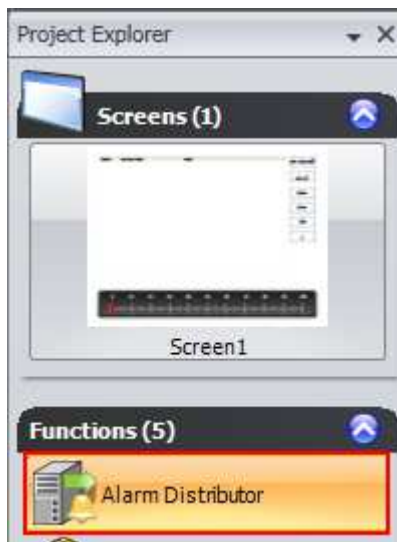 Project Explorer
Screens (1)
Screen1
Functions (5)
Alarm Distributor